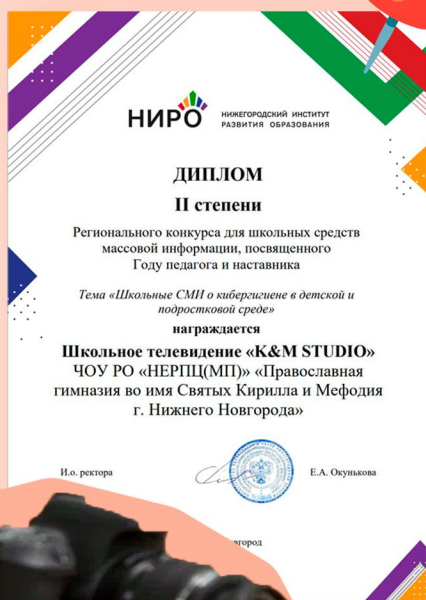 НИРО
НИЖЕГОРОДСКИЙ ИНСТИТУТ
РАЗВИТИЯ ОБРАЗОВАНИЯ
ДИПЛОМ
II степени
Регионального конкурса для школьных средств
массовой информации, посвященного
Году педагога и наставника
Тема «Школьные СМИ о кибергигиене в детской и
подростковой среде»
награждается
Школьное телевидение «K&M STUDIO»
ЧОУ РО «НЕРПЦ(МП)» «Православная
гимназия во имя Святых Кирилла и Мефодия
г. Нижнего Новгорода»
И.о. ректора
Е.А. Окунькова